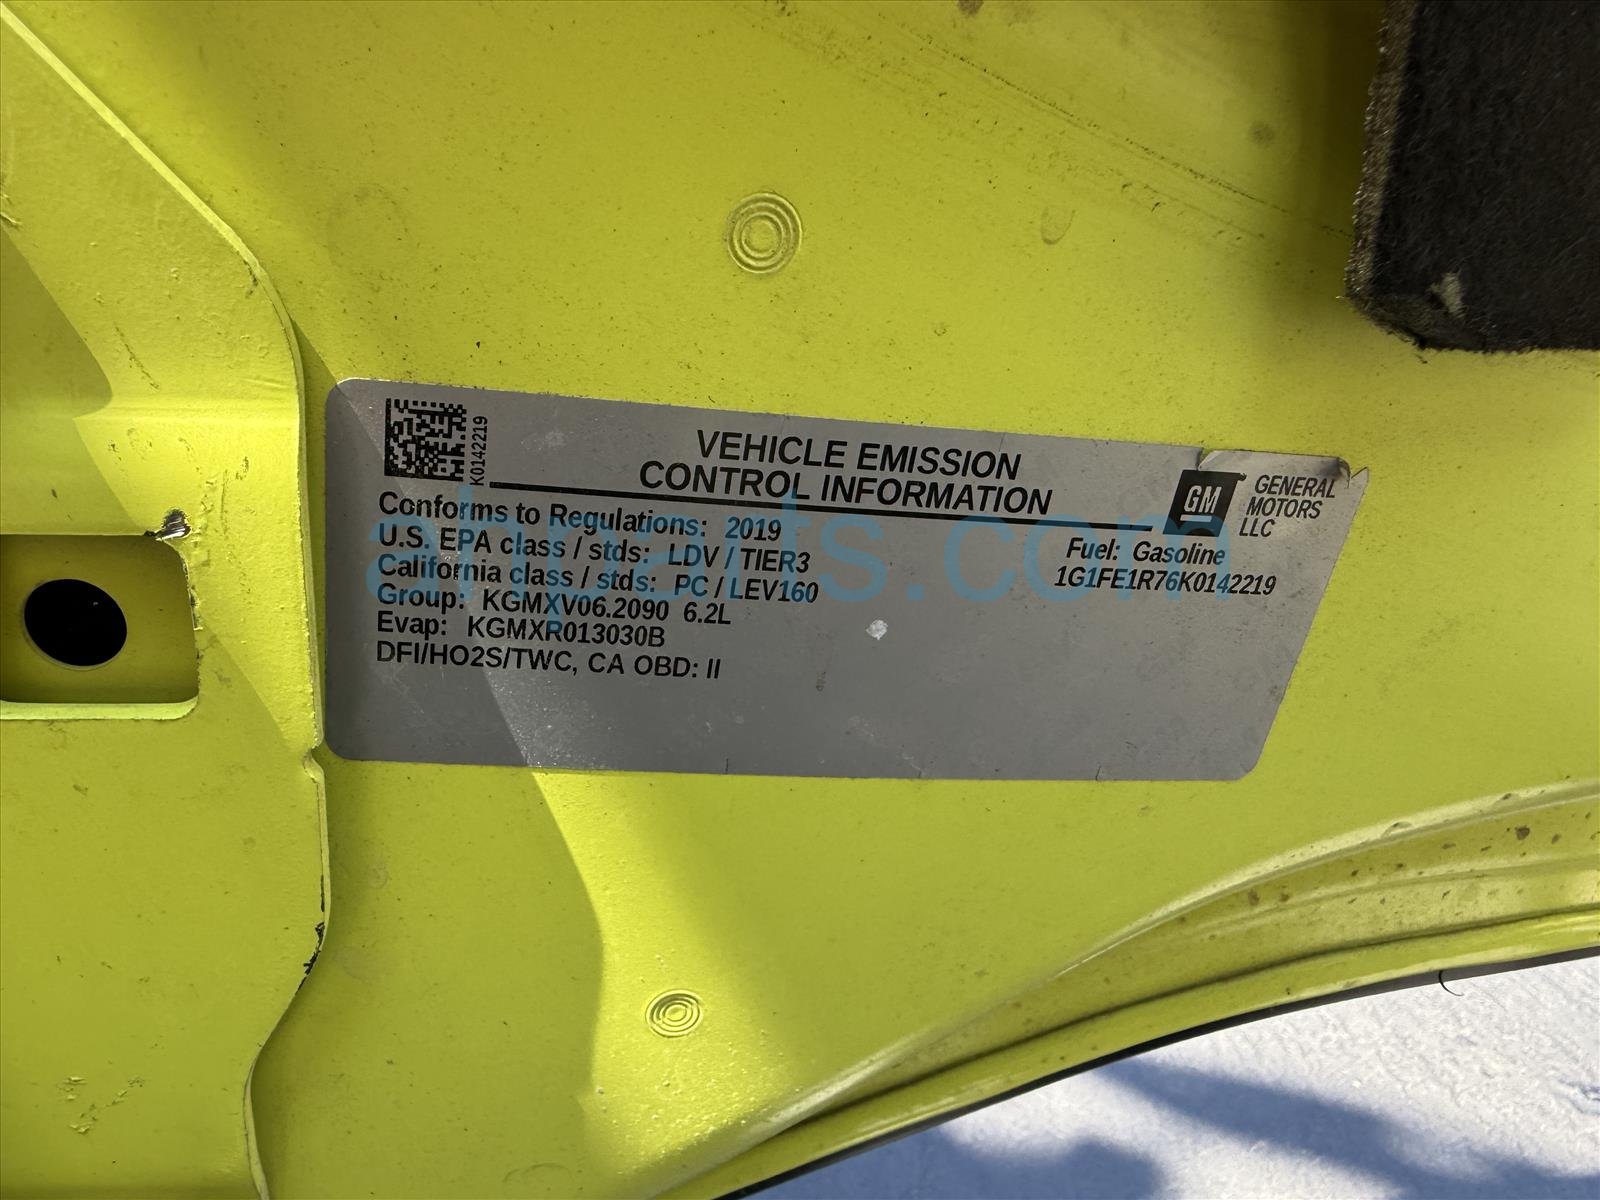 K0142219
VEHICLE EMISSION
CONTROL INFORMATION
GM
GENERAL
MOTORS
LLC
Conforms to Regulations: 2019
U.S. EPA class / stds: LDV / TIER3
California class / stds: PC / LEV160
Group: KGMXV06.2090 6.2L
Evap: KGMXR013030B
DFI/HO2S/TWC, CA OBD: II
Fuel: Gasoline
1G1FE1R76K0142219
ahparts.com